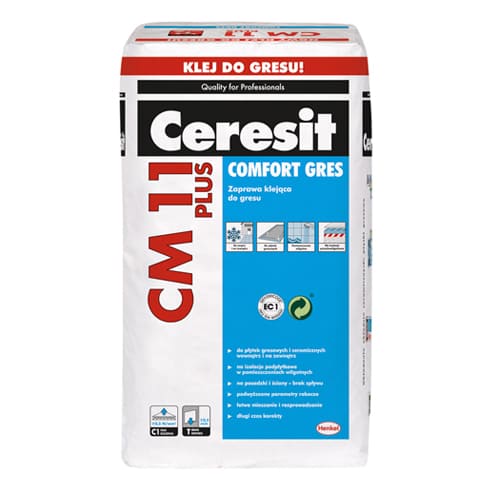 CM 11
KLEJ DO GRESU!
Quality for Professionals
Ceresit
CM 11
PLUS
COMFORT GRES
Zaprawa klejąca
do gresu
EC1
do płytek gresowych i ceramicznych
wewnątrz i na zewnątrz
na izolacje podpłytkowe
w pomieszczeniach wilgotnych
na posadzki i ściany - brak spływu
podwyższone parametry robocze
łatwe mieszanie i rozprowadzanie
długi czas korekty
C1
T
Henkel